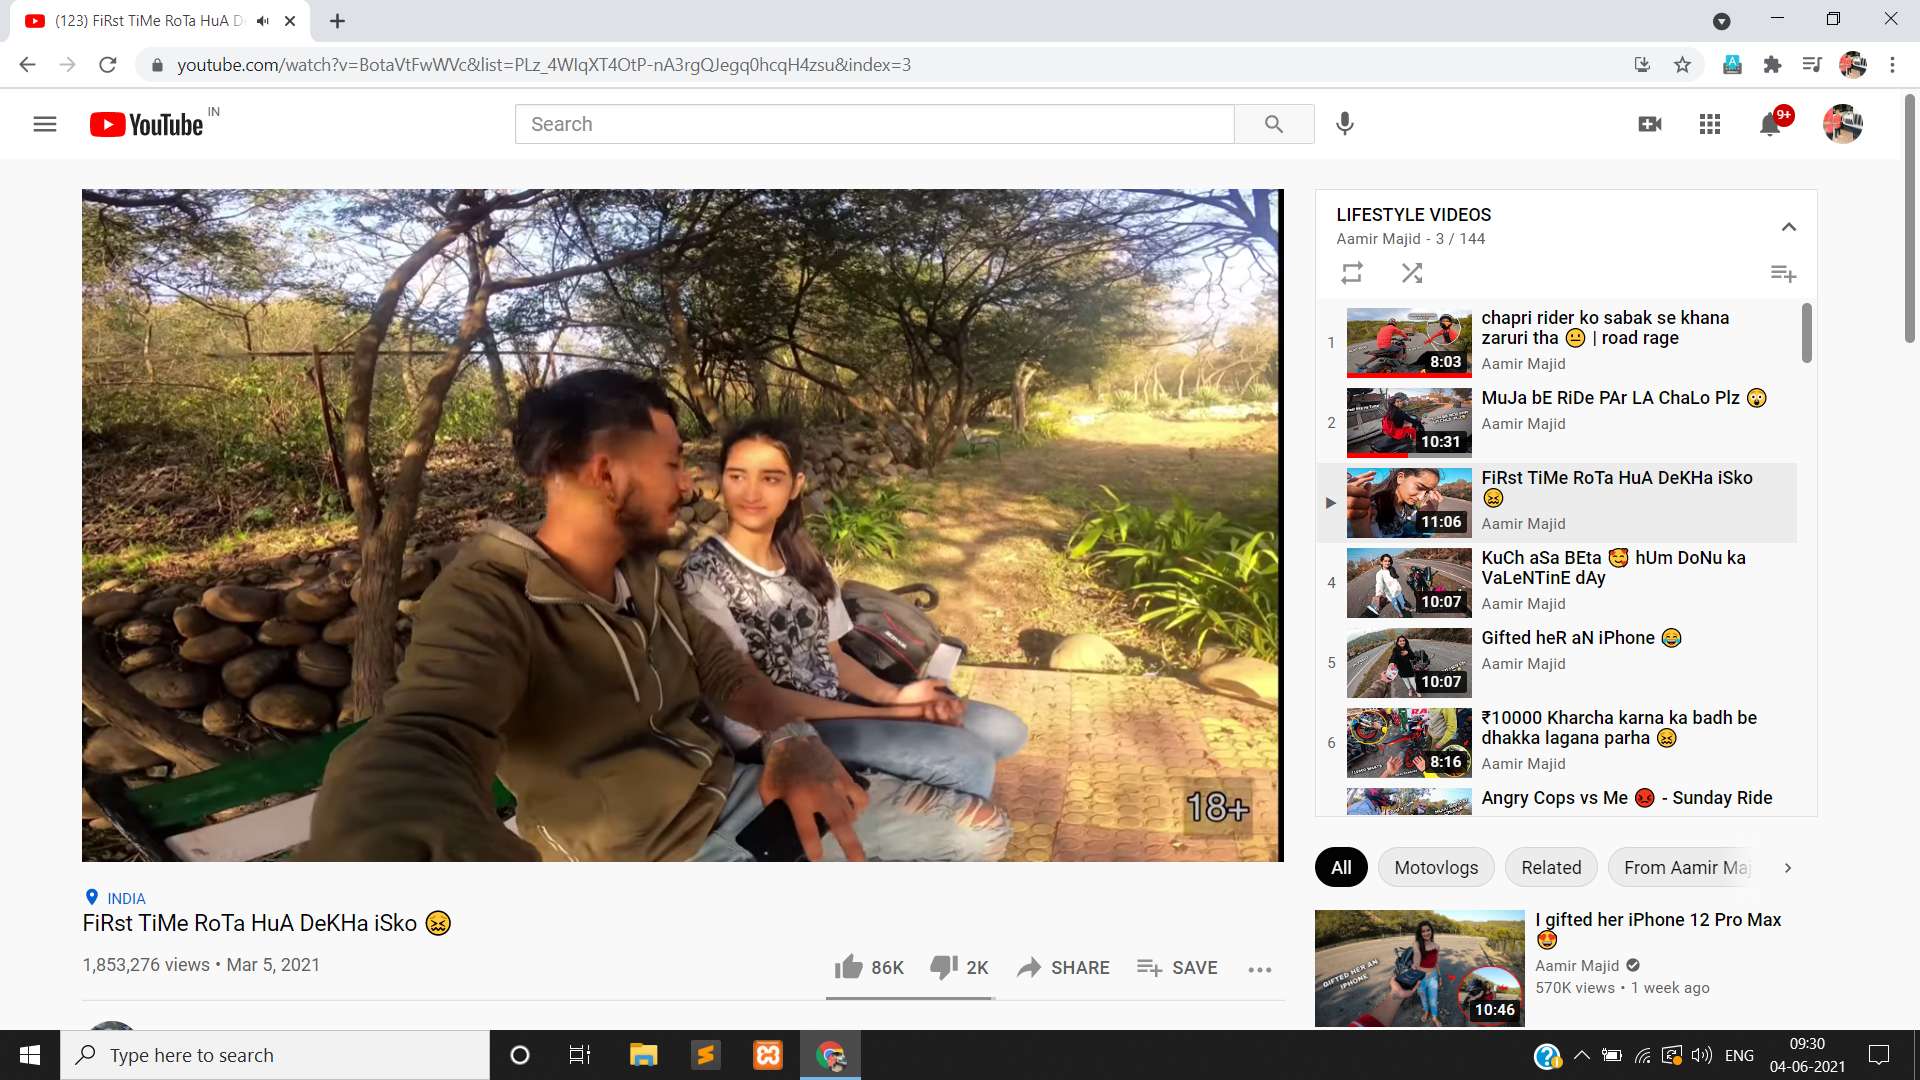 (123) FiRst TiMe RoTa HuA De
youtube.com/watch?v=BotaVtFwWVc&list=PLz_4WlqXT4OtP-nA3rgQJegq0hcqH4zsu&index=3
YouTube IN
Search
9+
18+
INDIA
FiRst TiMe RoTa HuA DeKHa iSko 😖
1,853,276 views • Mar 5, 2021
86K
2K
SHARE
SAVE
LIFESTYLE VIDEOS
Aamir Majid - 3 / 144
1
8:03
chapri rider ko sabak se khana
zaruri tha 😐 | road rage
Aamir Majid
2
10:31
MuJa bE RiDe PAr LA ChaLo Plz 😲
Aamir Majid
11:06
FiRst TiMe RoTa HuA DeKHa iSko
😖
Aamir Majid
4
10:07
KuCh aSa BEta 🥰 hUm DoNu ka
VaLeNTinE dAy
Aamir Majid
5
10:07
Gifted heR aN iPhone 😂
Aamir Majid
6
8:16
₹10000 Kharcha karna ka badh be
dhakka lagana parha 😖
Aamir Majid
Angry Cops vs Me 😡 - Sunday Ride
All
Motovlogs
Related
From Aamir Maj
GIFTED HER AN
IPHONE
10:46
I gifted her iPhone 12 Pro Max
😍
Aamir Majid
570K views • 1 week ago
Type here to search
ENG
09:30
04-06-2021